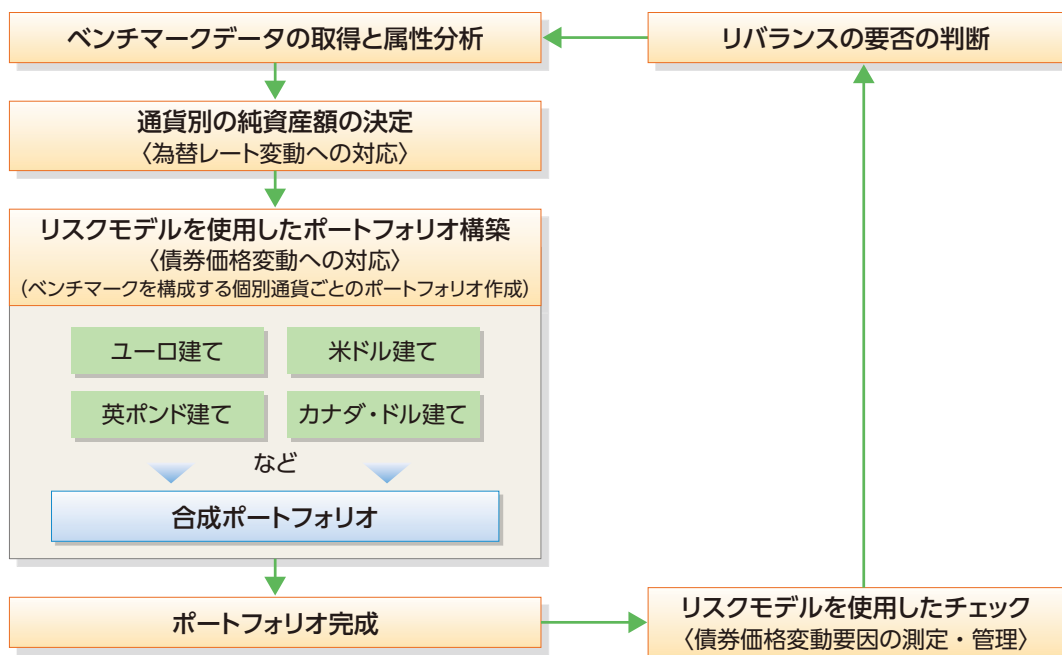 ベンチマークデータの取得と属性分析
リバランスの要否の判断
通貨別の純資産額の決定
〈為替レート変動への対応〉
リスクモデルを使用したポートフォリオ構築
〈債券価格変動への対応〉
（ベンチマークを構成する個別通貨ごとのポートフォリオ作成）
ユーロ建て
米ドル建て
英ポンド建て
カナダ・ドル建て
など
合成ポートフォリオ
ポートフォリオ完成
リスクモデルを使用したチェック
〈債券価格変動要因の測定・管理〉